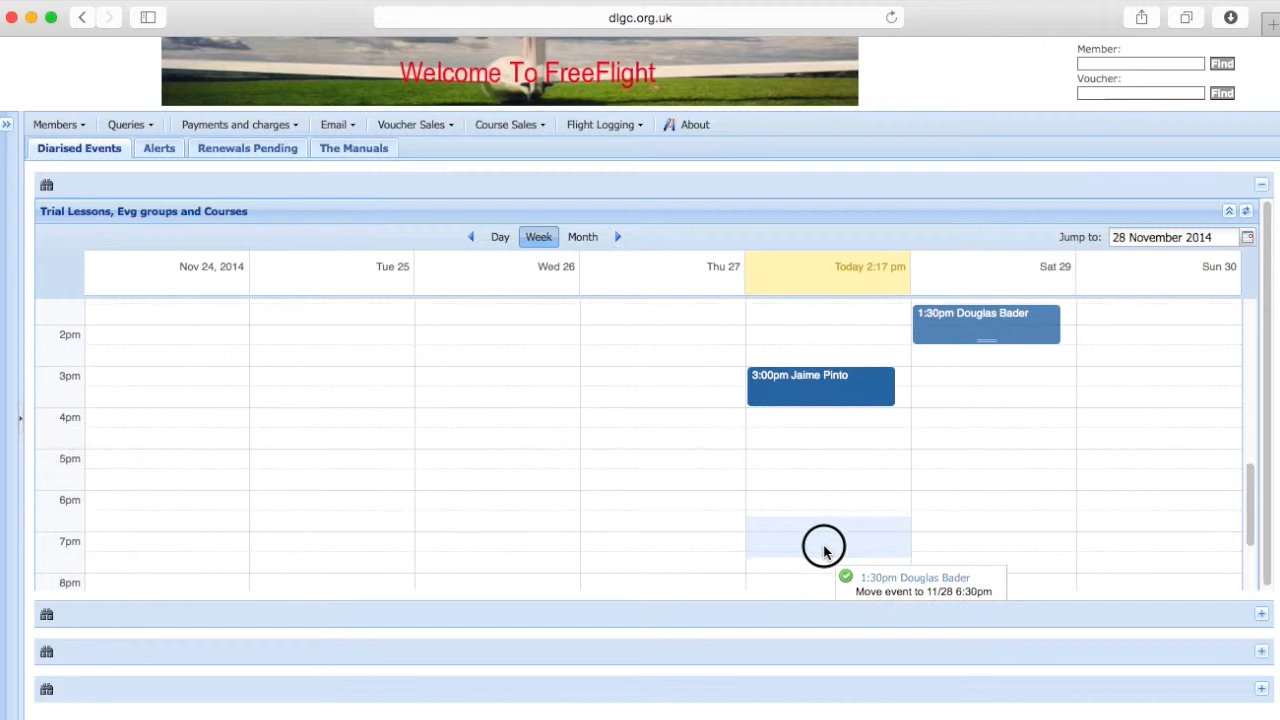 dlgc.org.uk
Welcome To FreeFlight
Member:
Find
Voucher:
Find
Members Queries Payments and charges Email Voucher Sales Course Sales Flight Logging About
Diarised Events Alerts Renewals Pending The Manuals
Trial Lessons, Evg groups and Courses
Day Week Month Jump to: 28 November 2014
Nov 24, 2014 Tue 25 Wed 26 Thu 27 Today 2:17 pm Sat 29 Sun 30
1:30pm Douglas Bader
2pm
3pm
3:00pm Jaime Pinto
4pm
5pm
6pm
7pm
8pm
1:30pm Douglas Bader
Move event to 11/28 6:30pm